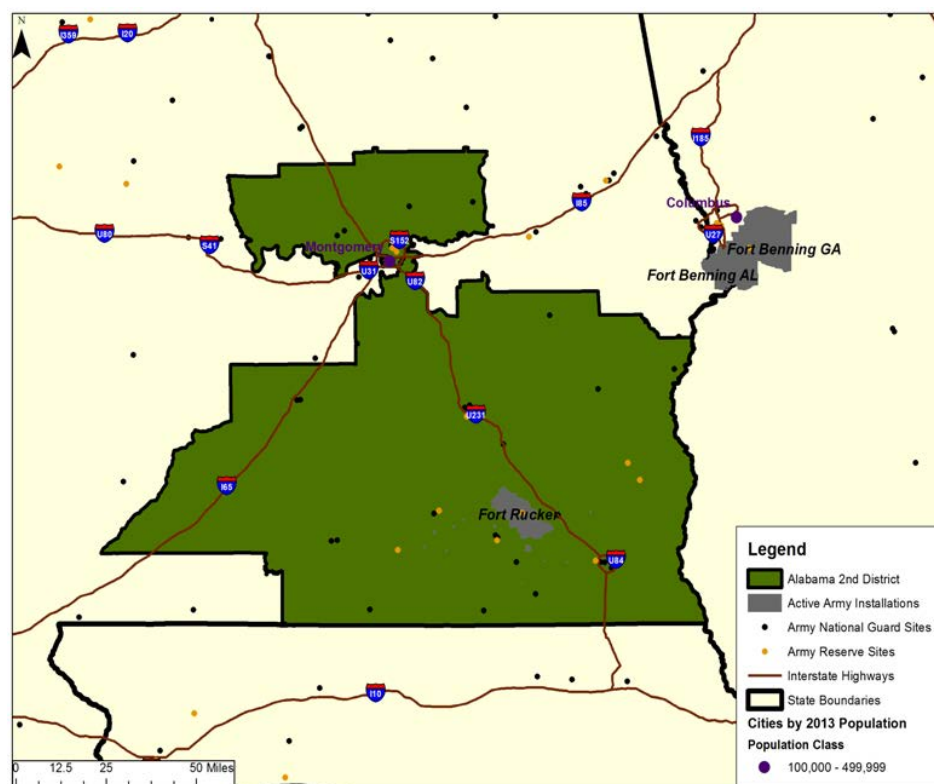 N
I359
I20
I185
Columbus
I85
U80
S41
S152
Montgomery
U31
U82
U27
Fort Benning GA
Fort Benning AL
U231
I65
Fort Rucker
U84
I10
Legend
Alabama 2nd District
Active Army Installations
Army National Guard Sites
Army Reserve Sites
Interstate Highways
State Boundaries
Cities by 2013 Population
Population Class
100,000 - 499,999
0 12.5 25 50 Miles